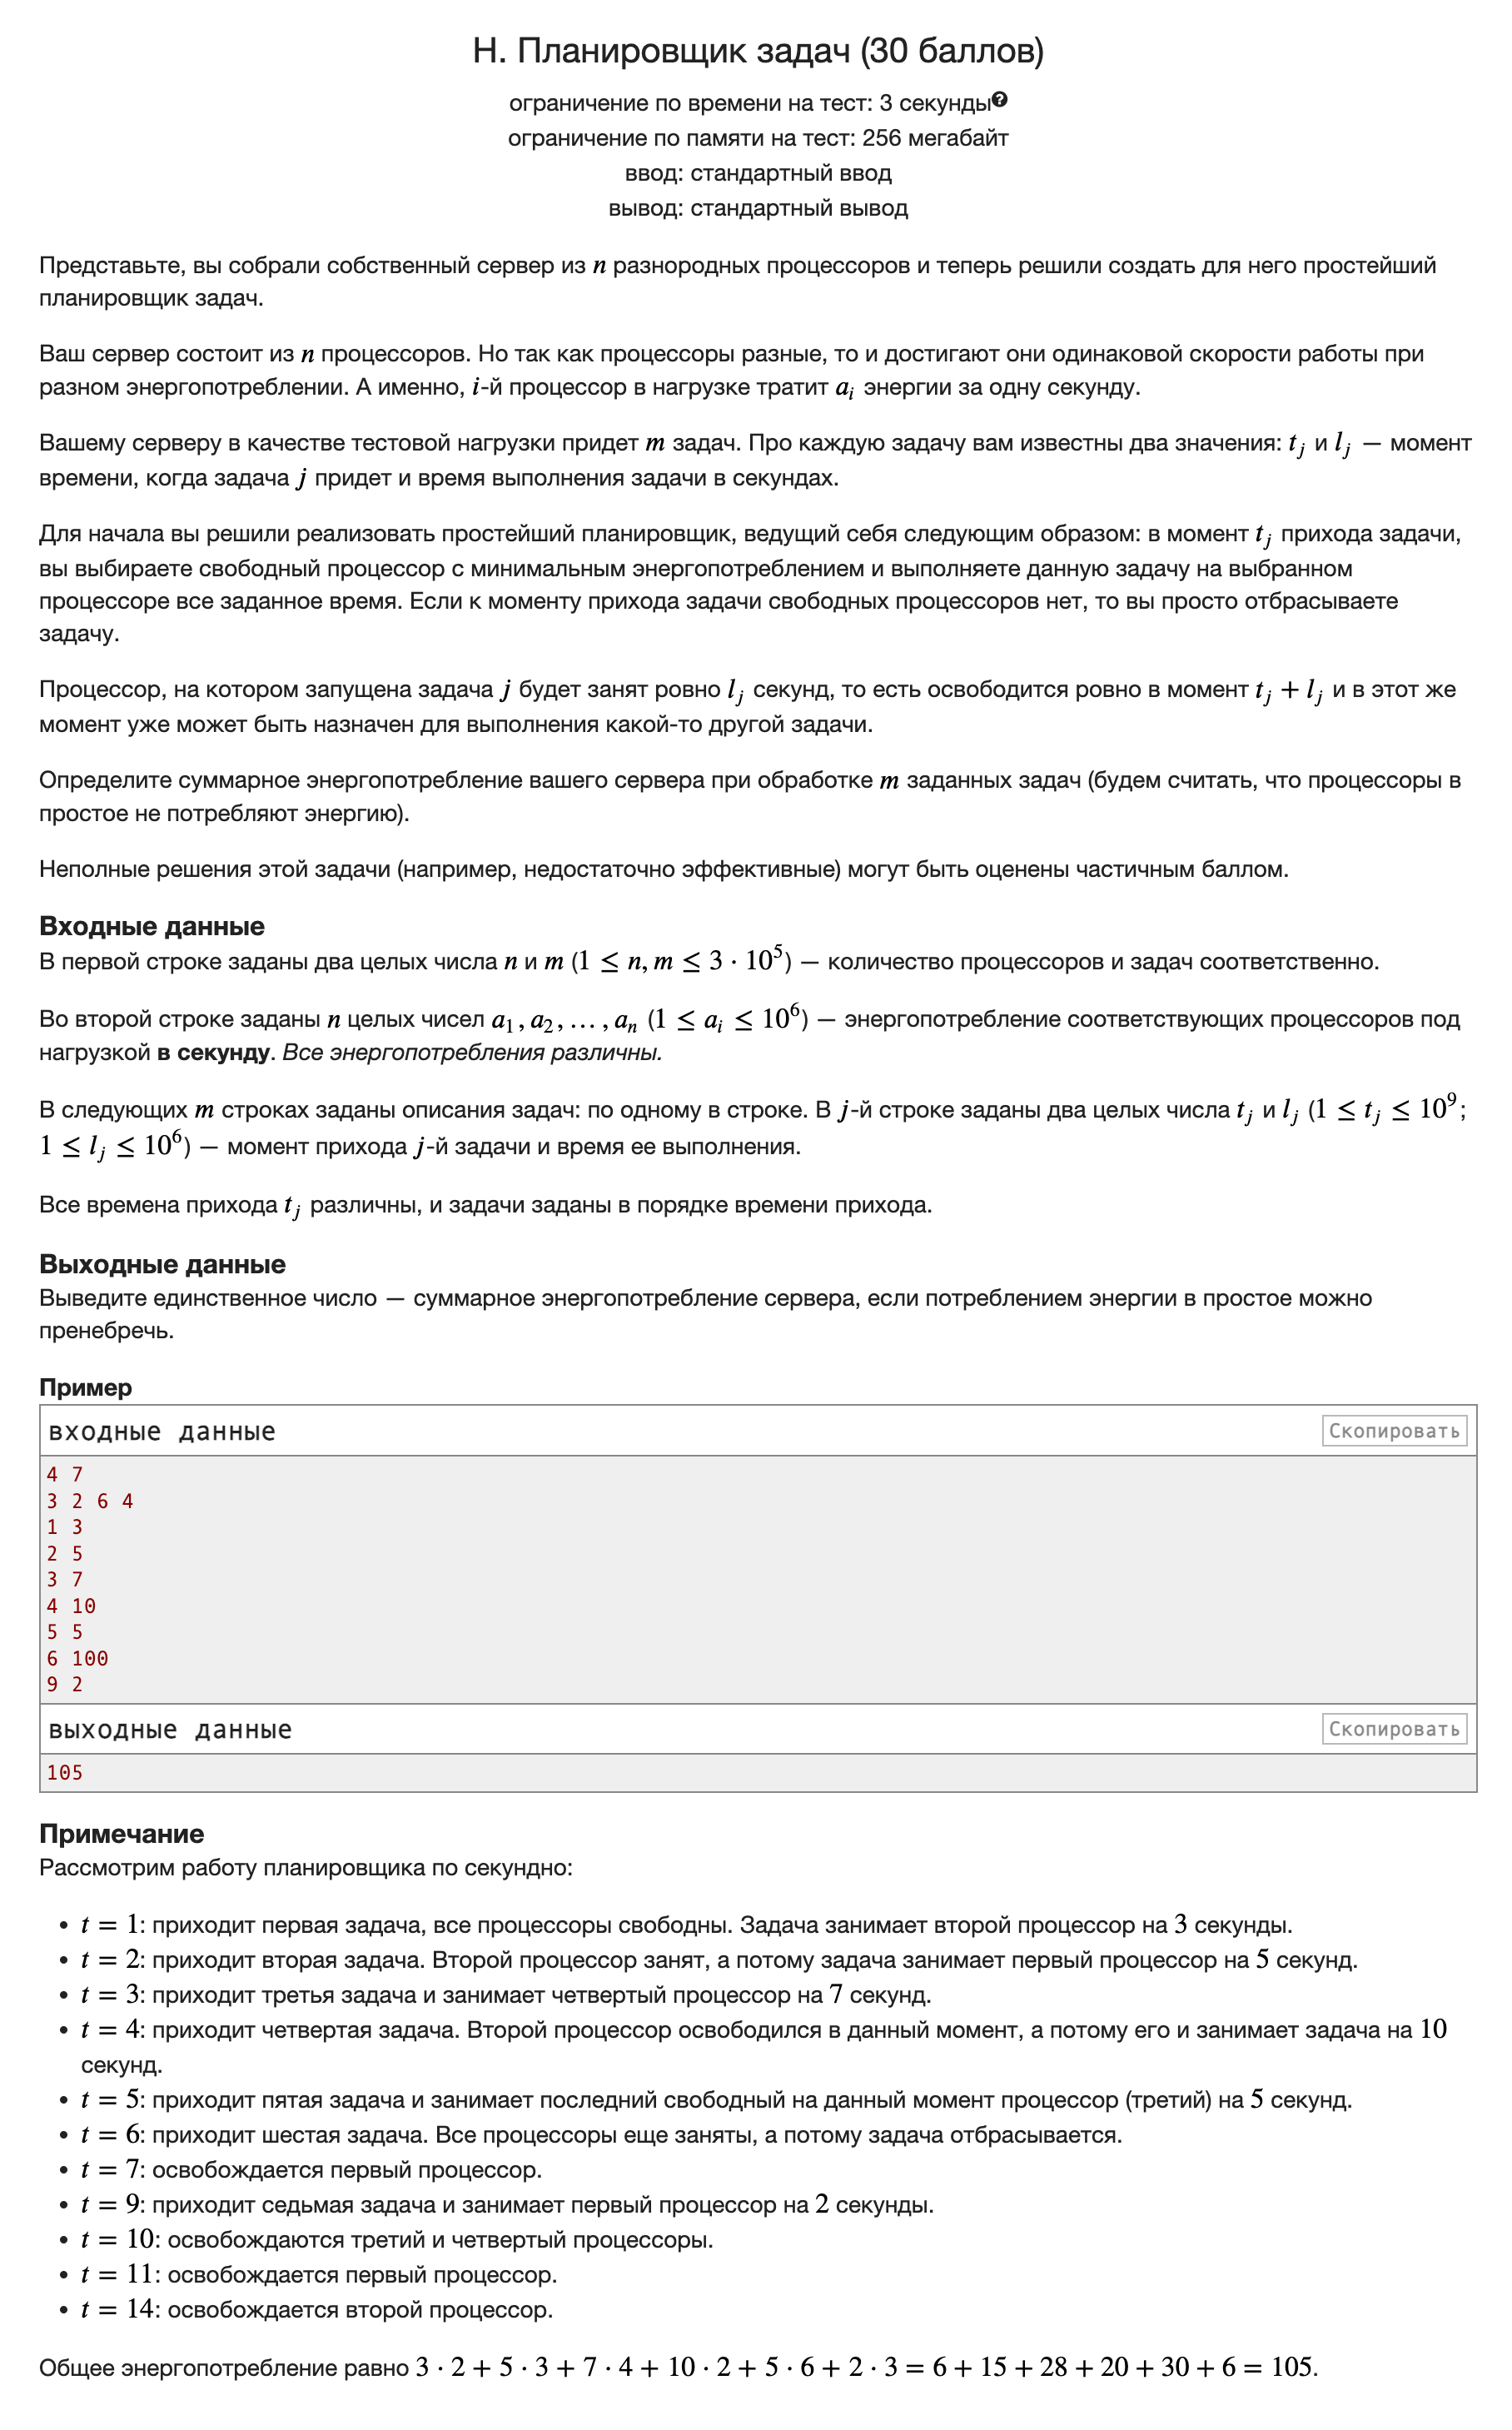 Н. Планировщик задач (30 баллов)
ограничение по времени на тест: 3 секунды?
ограничение по памяти на тест: 256 мегабайт
ввод: стандартный ввод
вывод: стандартный вывод
Представьте, вы собрали собственный сервер из n разнородных процессоров и теперь решили создать для него простейший
планировщик задач.
Ваш сервер состоит из n процессоров. Но так как процессоры разные, то и достигают они одинаковой скорости работы при
разном энергопотреблении. А именно, i-й процессор в нагрузке тратит a_i энергии за одну секунду.
Вашему серверу в качестве тестовой нагрузки придет m задач. Про каждую задачу вам известны два значения: t_j и l_j — момент
времени, когда задача j придет и время выполнения задачи в секундах.
Для начала вы решили реализовать простейший планировщик, ведущий себя следующим образом: в момент t_j прихода задачи,
вы выбираете свободный процессор с минимальным энергопотреблением и выполняете данную задачу на выбранном
процессоре все заданное время. Если к моменту прихода задачи свободных процессоров нет, то вы просто отбрасываете
задачу.
Процессор, на котором запущена задача j будет занят ровно l_j секунд, то есть освободится ровно в момент t_j + l_j и в этот же
момент уже может быть назначен для выполнения какой-то другой задачи.
Определите суммарное энергопотребление вашего сервера при обработке m заданных задач (будем считать, что процессоры в
простое не потребляют энергию).
Неполные решения этой задачи (например, недостаточно эффективные) могут быть оценены частичным баллом.
Входные данные
В первой строке заданы два целых числа n и m (1 ≤ n, m ≤ 3 · 10^5) — количество процессоров и задач соответственно.
Во второй строке заданы n целых чисел a_1, a_2, …, a_n (1 ≤ a_i ≤ 10^6) — энергопотребление соответствующих процессоров под
нагрузкой в секунду. Все энергопотребления различны.
В следующих m строках заданы описания задач: по одному в строке. В j-й строке заданы два целых числа t_j и l_j (1 ≤ t_j ≤ 10^9;
1 ≤ l_j ≤ 10^6) — момент прихода j-й задачи и время ее выполнения.
Все времена прихода t_j различны, и задачи заданы в порядке времени прихода.
Выходные данные
Выведите единственное число — суммарное энергопотребление сервера, если потреблением энергии в простое можно
пренебречь.
Пример
входные данные
Скопировать
4 7
3 2 6 4
1 3
2 5
3 7
4 10
5 5
6 100
9 2
выходные данные
Скопировать
105
Примечание
Рассмотрим работу планировщика по секундно:
• t = 1: приходит первая задача, все процессоры свободны. Задача занимает второй процессор на 3 секунды.
• t = 2: приходит вторая задача. Второй процессор занят, а потому задача занимает первый процессор на 5 секунд.
• t = 3: приходит третья задача и занимает четвертый процессор на 7 секунд.
• t = 4: приходит четвертая задача. Второй процессор освободился в данный момент, а потому его и занимает задача на 10
секунд.
• t = 5: приходит пятая задача и занимает последний свободный на данный момент процессор (третий) на 5 секунд.
• t = 6: приходит шестая задача. Все процессоры еще заняты, а потому задача отбрасывается.
• t = 7: освобождается первый процессор.
• t = 9: приходит седьмая задача и занимает первый процессор на 2 секунды.
• t = 10: освобождаются третий и четвертый процессоры.
• t = 11: освобождается первый процессор.
• t = 14: освобождается второй процессор.
Общее энергопотребление равно 3 · 2 + 5 · 3 + 7 · 4 + 10 · 2 + 5 · 6 + 2 · 3 = 6 + 15 + 28 + 20 + 30 + 6 = 105.